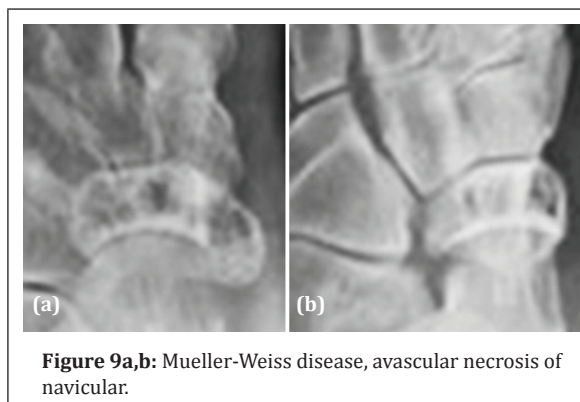 (a)
(b)
Figure 9a,b: Mueller-Weiss disease, avascular necrosis of
navicular.